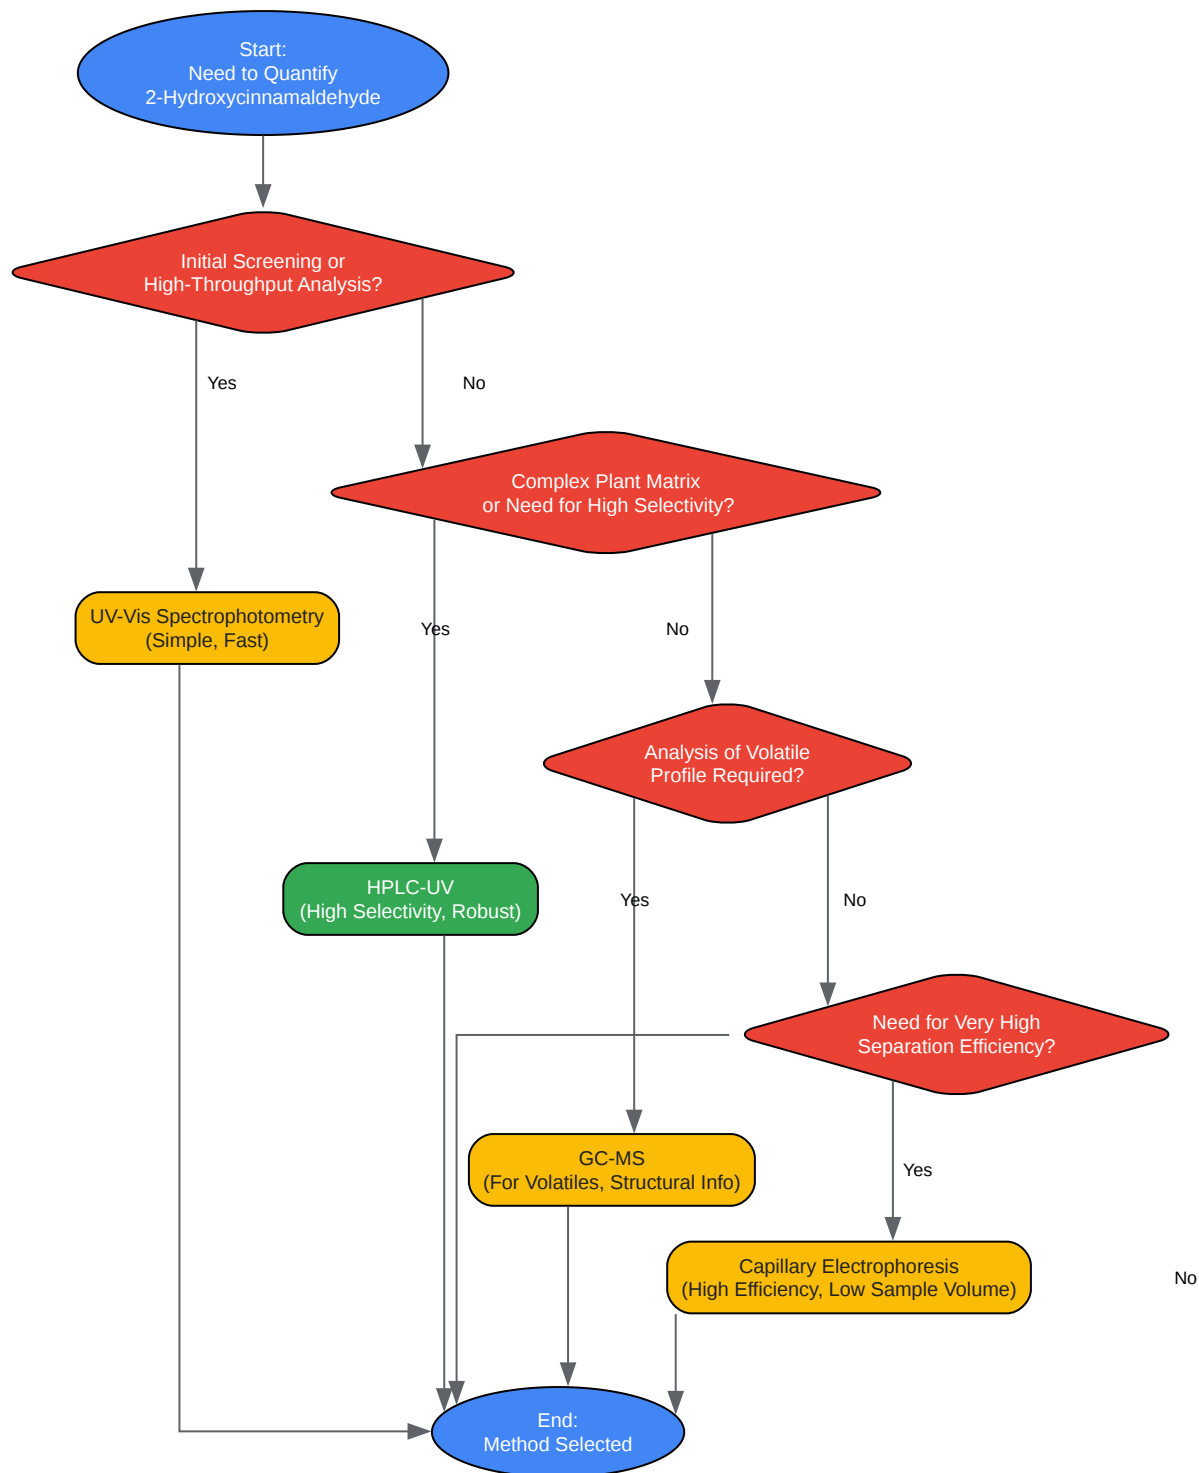 Start:
Need to Quantify
2-Hydroxycinnamaldehyde
Initial Screening or
High-Throughput Analysis?
Yes
No
Complex Plant Matrix
or Need for High Selectivity?
UV-Vis Spectrophotometry
(Simple, Fast)
Yes
No
Analysis of Volatile
Profile Required?
HPLC-UV
(High Selectivity, Robust)
Yes
No
Need for Very High
Separation Efficiency?
GC-MS
(For Volatiles, Structural Info)
Yes
Capillary Electrophoresis
(High Efficiency, Low Sample Volume)
No
End:
Method Selected